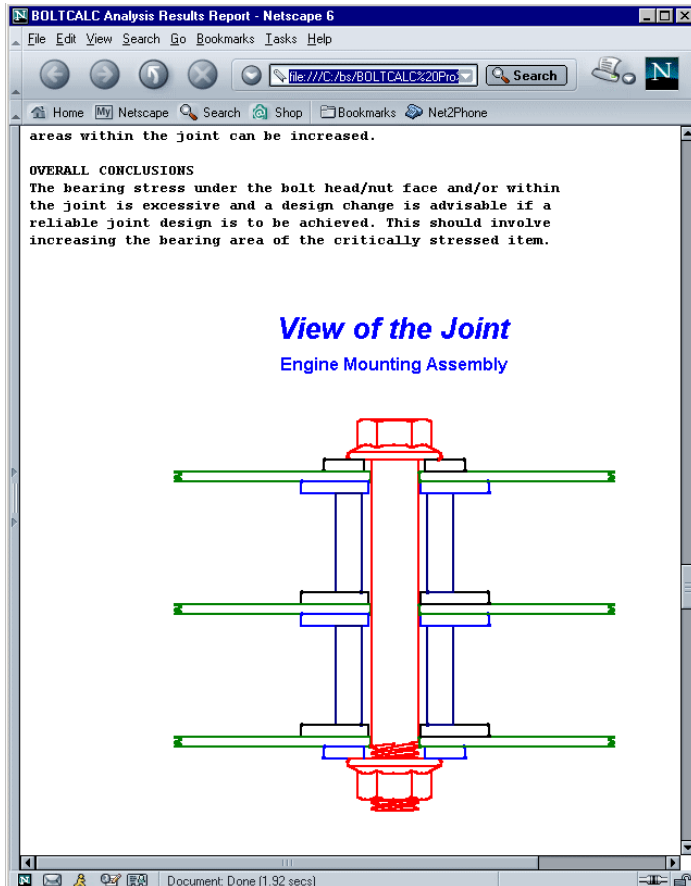 BOLTCALC Analysis Results Report - Netscape 6
File Edit View Search Go Bookmarks Tasks Help
file:///C:/bs/BOLTCALC%20Pro Search N
Home My Netscape Search Shop Bookmarks Net2Phone
areas within the joint can be increased.
OVERALL CONCLUSIONS
The bearing stress under the bolt head/nut face and/or within
the joint is excessive and a design change is advisable if a
reliable joint design is to be achieved. This should involve
increasing the bearing area of the critically stressed item.
View of the Joint
Engine Mounting Assembly
Document: Done (1.92 secs)